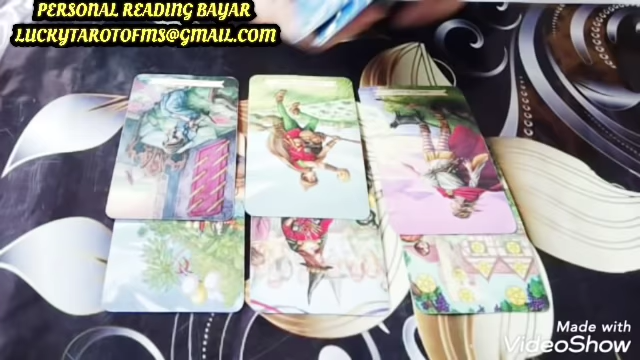 PERSONAL READING BAYAR
LUCKYTAROTOFMS@GMAIL.COM
Made with
VideoShow